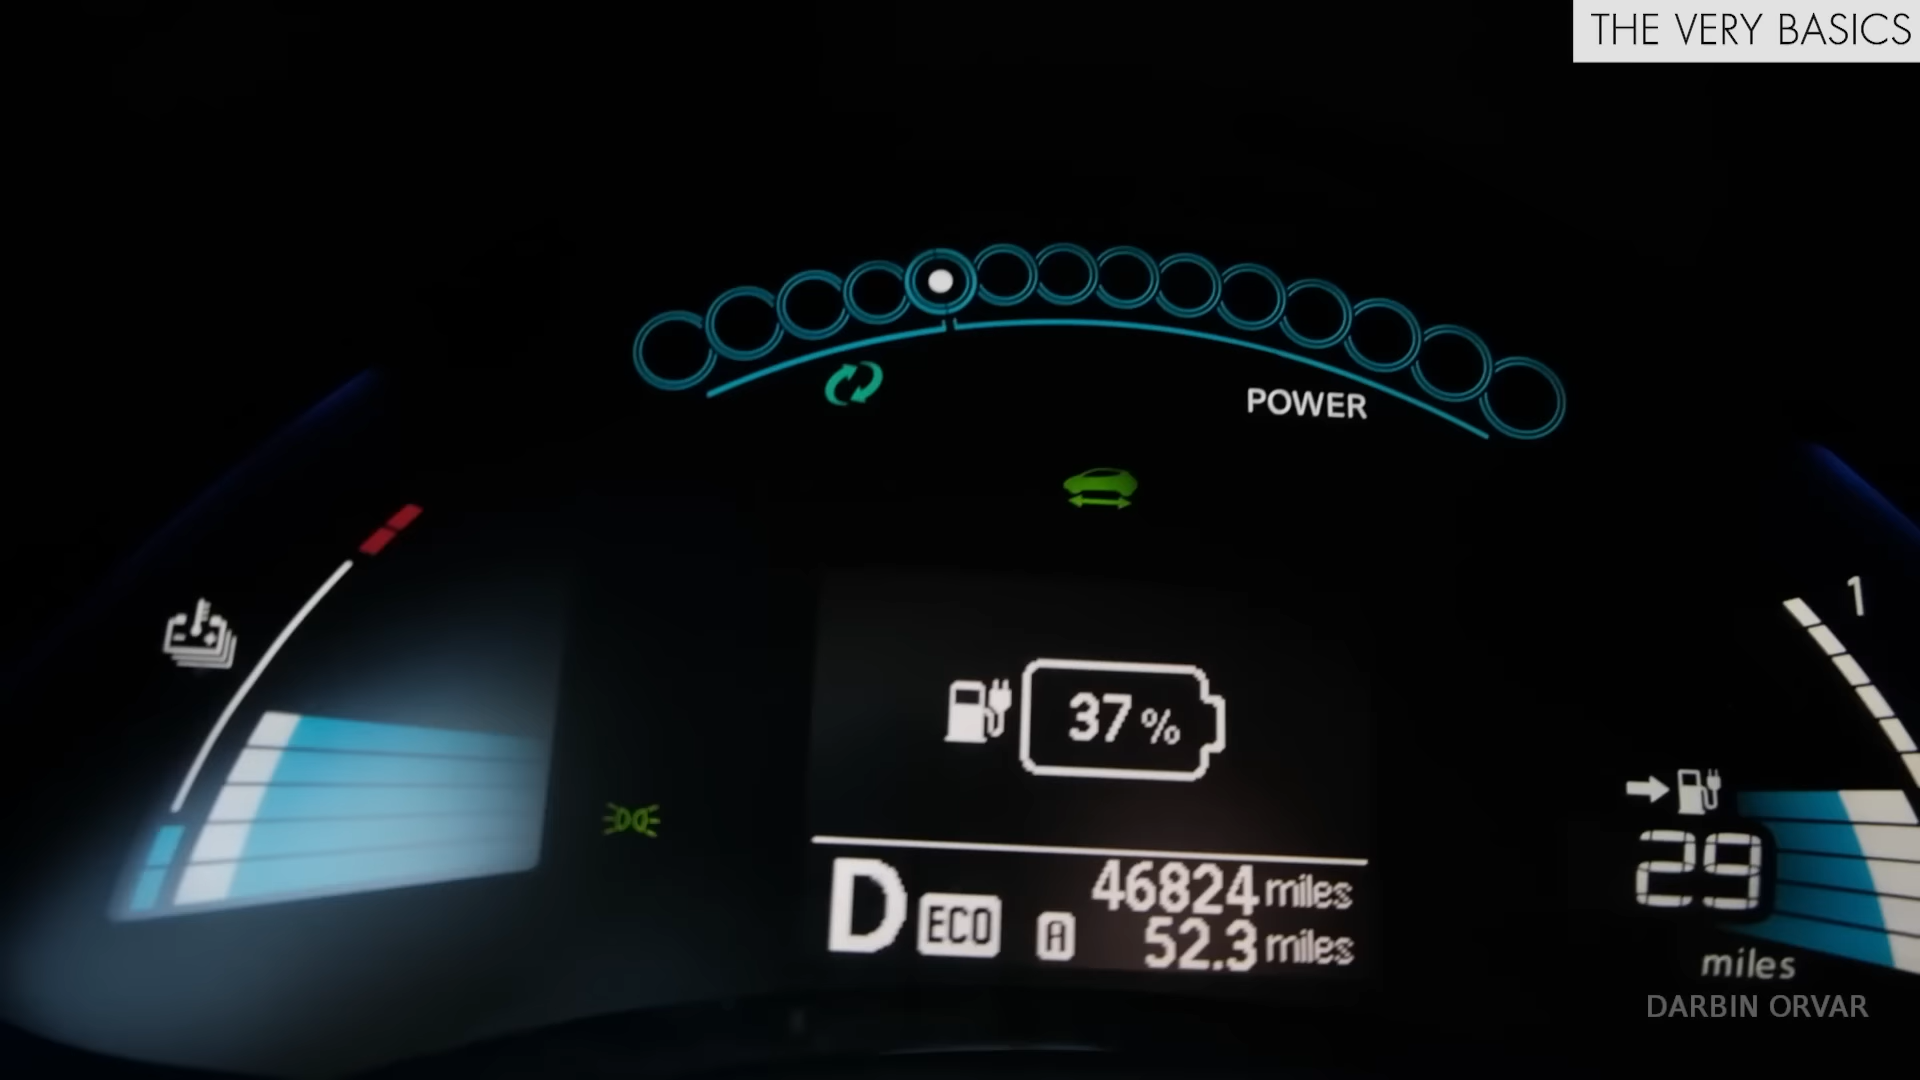 THE VERY BASICS
POWER
1
37 %
29
miles
D ECO A 46824 miles
52.3 miles
DARBIN ORVAR